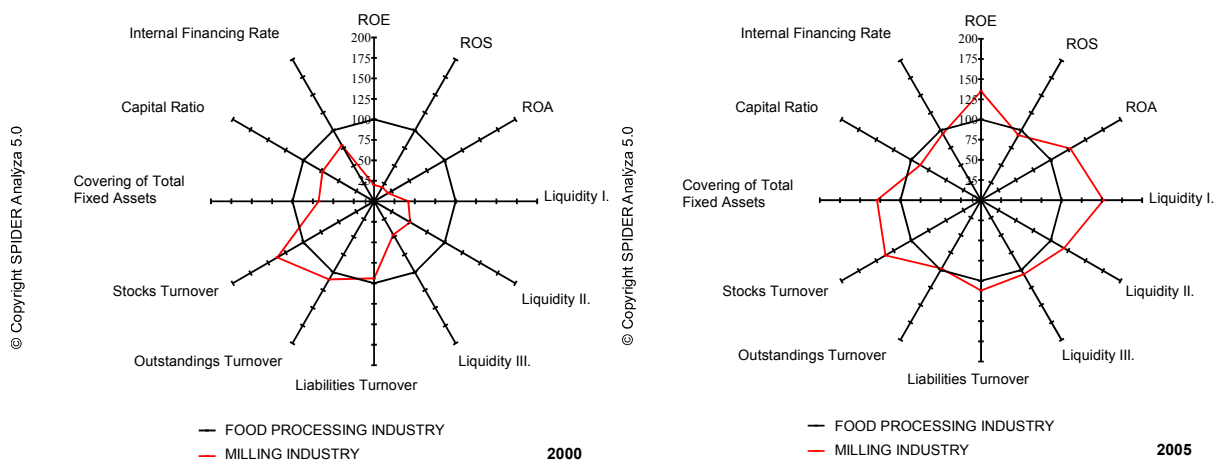 © Copyright SPIDER Analýza 5.0
ROE
200
175
150
125
100
75
50
25
ROS
ROA
Liquidity I.
Liquidity II.
Liquidity III.
Liabilities Turnover
Outstandings Turnover
Stocks Turnover
Covering of Total
Fixed Assets
Capital Ratio
Internal Financing Rate
FOOD PROCESSING INDUSTRY
MILLING INDUSTRY
2000
© Copyright SPIDER Analýza 5.0
ROE
200
175
150
125
100
75
50
25
ROS
ROA
Liquidity I.
Liquidity II.
Liquidity III.
Liabilities Turnover
Outstandings Turnover
Stocks Turnover
Covering of Total
Fixed Assets
Capital Ratio
Internal Financing Rate
FOOD PROCESSING INDUSTRY
MILLING INDUSTRY
2005